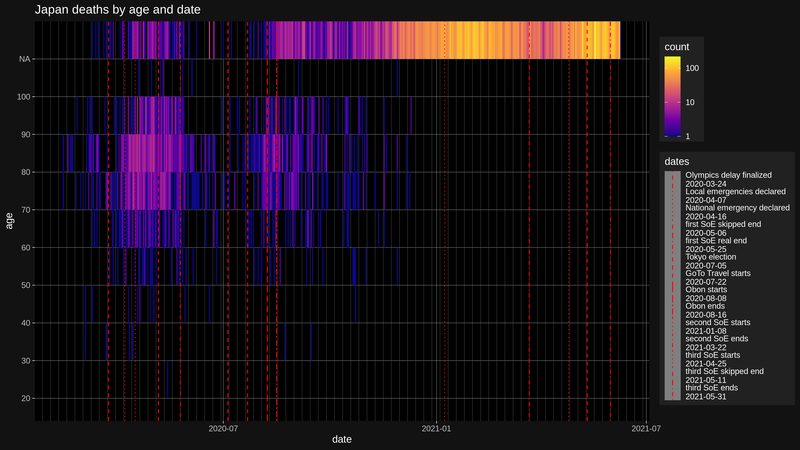 Japan deaths by age and date
NA
100
90
80
70
60
50
40
30
20
age
2020-07
2021-01
2021-07
date
count
100
10
1
dates
Olympics delay finalized
2020-03-24
Local emergencies declared
2020-04-07
National emergency declared
2020-04-16
first SoE skipped end
2020-05-06
first SoE real end
2020-05-25
Tokyo election
2020-07-05
GoTo Travel starts
2020-07-22
Obon starts
2020-08-08
Obon ends
2020-08-16
second SoE starts
2021-01-08
second SoE ends
2021-03-22
third SoE starts
2021-04-25
third SoE skipped end
2021-05-11
third SoE ends
2021-05-31